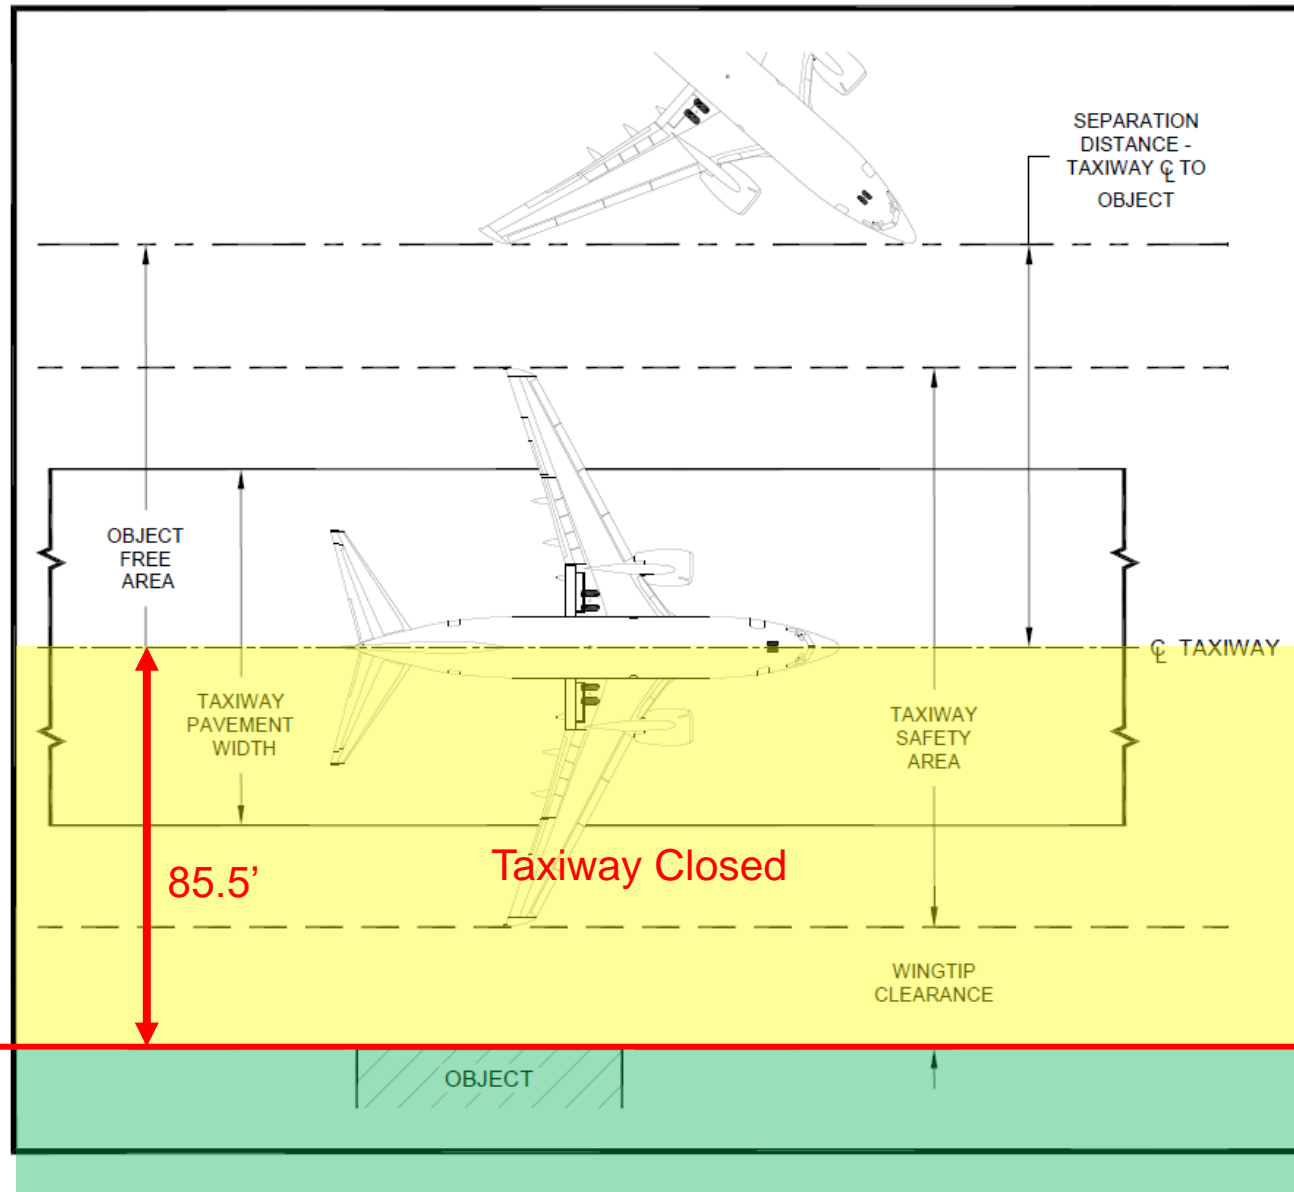 SEPARATION
DISTANCE -
TAXIWAY ℄ TO
OBJECT
OBJECT
FREE
AREA
℄ TAXIWAY
TAXIWAY
PAVEMENT
WIDTH
TAXIWAY
SAFETY
AREA
85.5’
Taxiway Closed
WINGTIP
CLEARANCE
OBJECT